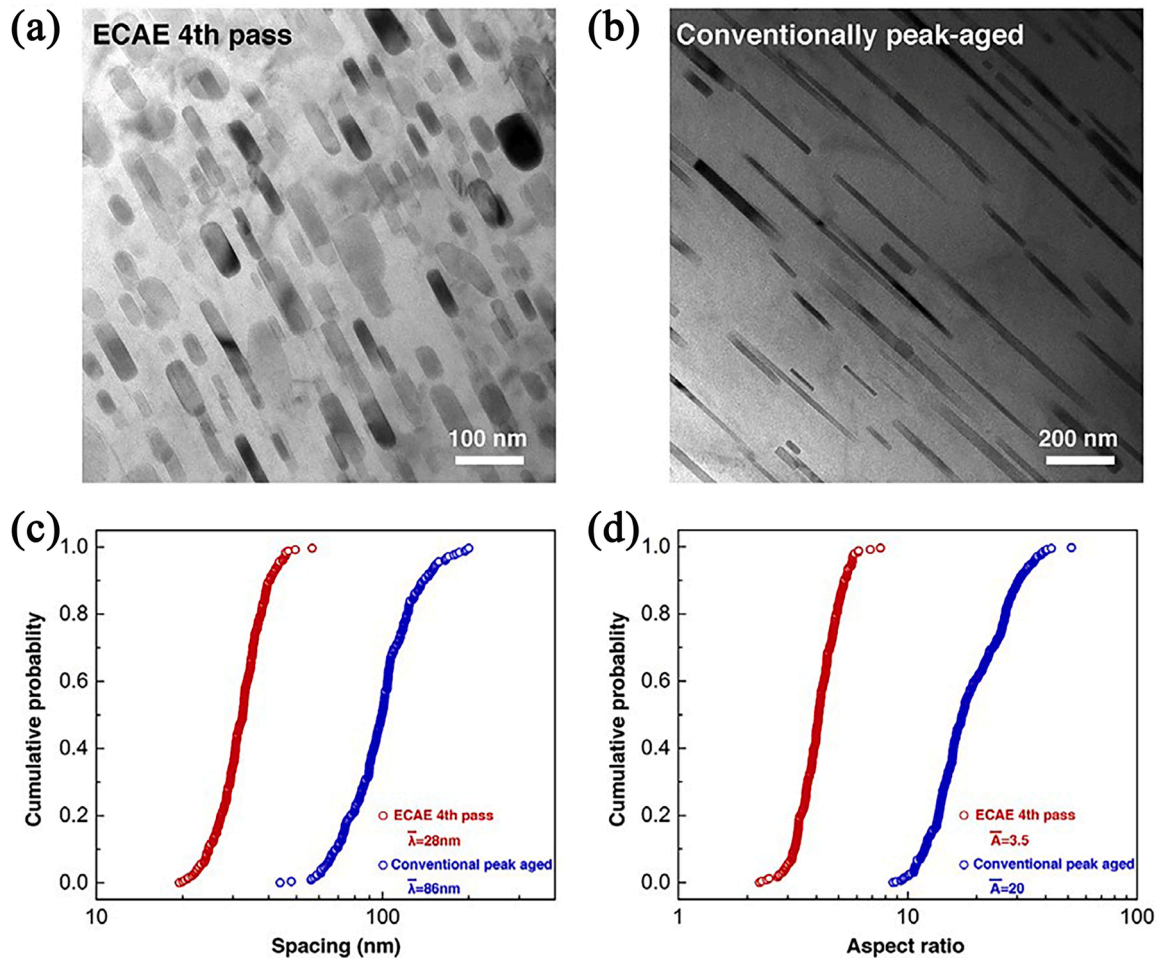 (a)
ECAE 4th pass
100 nm
(b)
Conventionally peak-aged
200 nm
(c)
Cumulative probablity
1.0
0.8
0.6
0.4
0.2
0.0
ECAE 4th pass
λ̅=28nm
Conventional peak aged
λ̅=86nm
10
100
Spacing (nm)
(d)
Cumulative probablity
1.0
0.8
0.6
0.4
0.2
0.0
ECAE 4th pass
A̅=3.5
Conventional peak aged
A̅=20
1
10
100
Aspect ratio